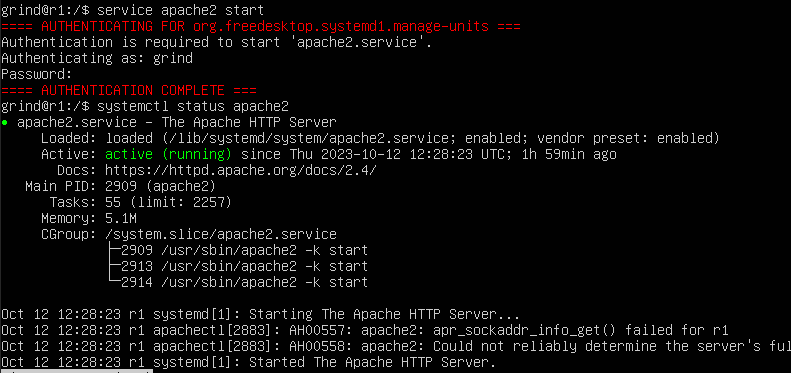 grind@r1:/$ service apache2 start
==== AUTHENTICATING FOR org.freedesktop.systemd1.manage-units ===
Authentication is required to start 'apache2.service'.
Authenticating as: grind
Password:
==== AUTHENTICATION COMPLETE ===
grind@r1:/$ systemctl status apache2
● apache2.service - The Apache HTTP Server
Loaded: loaded (/lib/systemd/system/apache2.service; enabled; vendor preset: enabled)
Active: active (running) since Thu 2023-10-12 12:28:23 UTC; 1h 59min ago
Docs: https://httpd.apache.org/docs/2.4/
Main PID: 2909 (apache2)
Tasks: 55 (limit: 2257)
Memory: 5.1M
CGroup: /system.slice/apache2.service
├─2909 /usr/sbin/apache2 -k start
├─2913 /usr/sbin/apache2 -k start
└─2914 /usr/sbin/apache2 -k start
Oct 12 12:28:23 r1 systemd[1]: Starting The Apache HTTP Server...
Oct 12 12:28:23 r1 apachectl[2883]: AH00557: apache2: apr_sockaddr_info_get() failed for r1
Oct 12 12:28:23 r1 apachectl[2883]: AH00558: apache2: Could not reliably determine the server's ful
Oct 12 12:28:23 r1 systemd[1]: Started The Apache HTTP Server.